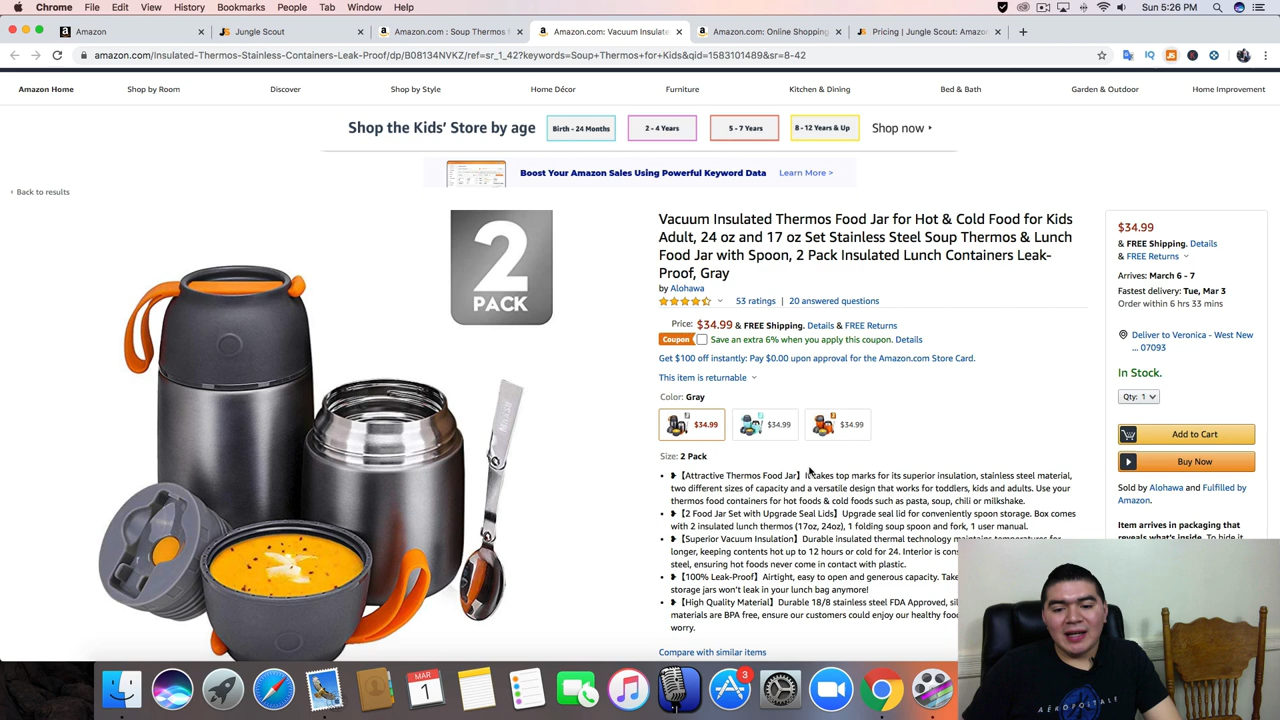 Chrome File Edit View History Bookmarks People Tab Window Help Sun 5:26 PM
Amazon Jungle Scout Amazon.com : Soup Thermos Amazon.com: Vacuum Insulate Amazon.com: Online Shopping Pricing | Jungle Scout: Amazo
amazon.com/Insulated-Thermos-Stainless-Containers-Leak-Proof/dp/B08134NVKZ/ref=sr_1_42?keywords=Soup+Thermos+for+Kids&qid=1583101489&sr=8-42
Amazon Home Shop by Room Discover Shop by Style Home Décor Furniture Kitchen & Dining Bed & Bath Garden & Outdoor Home Improvement
Shop the Kids' Store by age Birth - 24 Months 2 - 4 Years 5 - 7 Years 8 - 12 Years & Up Shop now
Boost Your Amazon Sales Using Powerful Keyword Data Learn More >
‹ Back to results
2
PACK
Vacuum Insulated Thermos Food Jar for Hot & Cold Food for Kids
Adult, 24 oz and 17 oz Set Stainless Steel Soup Thermos & Lunch
Food Jar with Spoon, 2 Pack Insulated Lunch Containers Leak-
Proof, Gray
by Alohawa
53 ratings | 20 answered questions
Price: $34.99 & FREE Shipping. Details & FREE Returns
Coupon Save an extra 6% when you apply this coupon. Details
Get $100 off instantly: Pay $0.00 upon approval for the Amazon.com Store Card.
This item is returnable
Color: Gray
$34.99 $34.99 $34.99
Size: 2 Pack
• ❥【Attractive Thermos Food Jar】It takes top marks for its superior insulation, stainless steel material,
two different sizes of capacity and a versatile design that works for toddlers, kids and adults. Use your
thermos food containers for hot foods & cold foods such as pasta, soup, chili or milkshake.
• ❥【2 Food Jar Set with Upgrade Seal Lids】Upgrade seal lid for conveniently spoon storage. Box comes
with 2 insulated lunch thermos (17oz, 24oz), 1 folding soup spoon and fork, 1 user manual.
• ❥【Superior Vacuum Insulation】Durable insulated thermal technology maintains temperatures for
longer, keeping contents hot up to 12 hours or cold for 24. Interior is cons
steel, ensuring hot foods never come in contact with plastic.
• ❥【100% Leak-Proof】Airtight, easy to open and generous capacity. Take
storage jars won't leak in your lunch bag anymore!
• ❥【High Quality Material】Durable 18/8 stainless steel FDA Approved, sil
materials are BPA free, ensure our customers could enjoy our healthy foo
worry.
Compare with similar items
$34.99
& FREE Shipping. Details
& FREE Returns
Arrives: March 6 - 7
Fastest delivery: Tue, Mar 3
Order within 6 hrs 33 mins
Deliver to Veronica - West New
... 07093
In Stock.
Qty: 1
Add to Cart
Buy Now
Sold by Alohawa and Fulfilled by
Amazon.
Item arrives in packaging that
reveals what's inside. To hide it,
AÉROPOSTALE
MAR
1
3